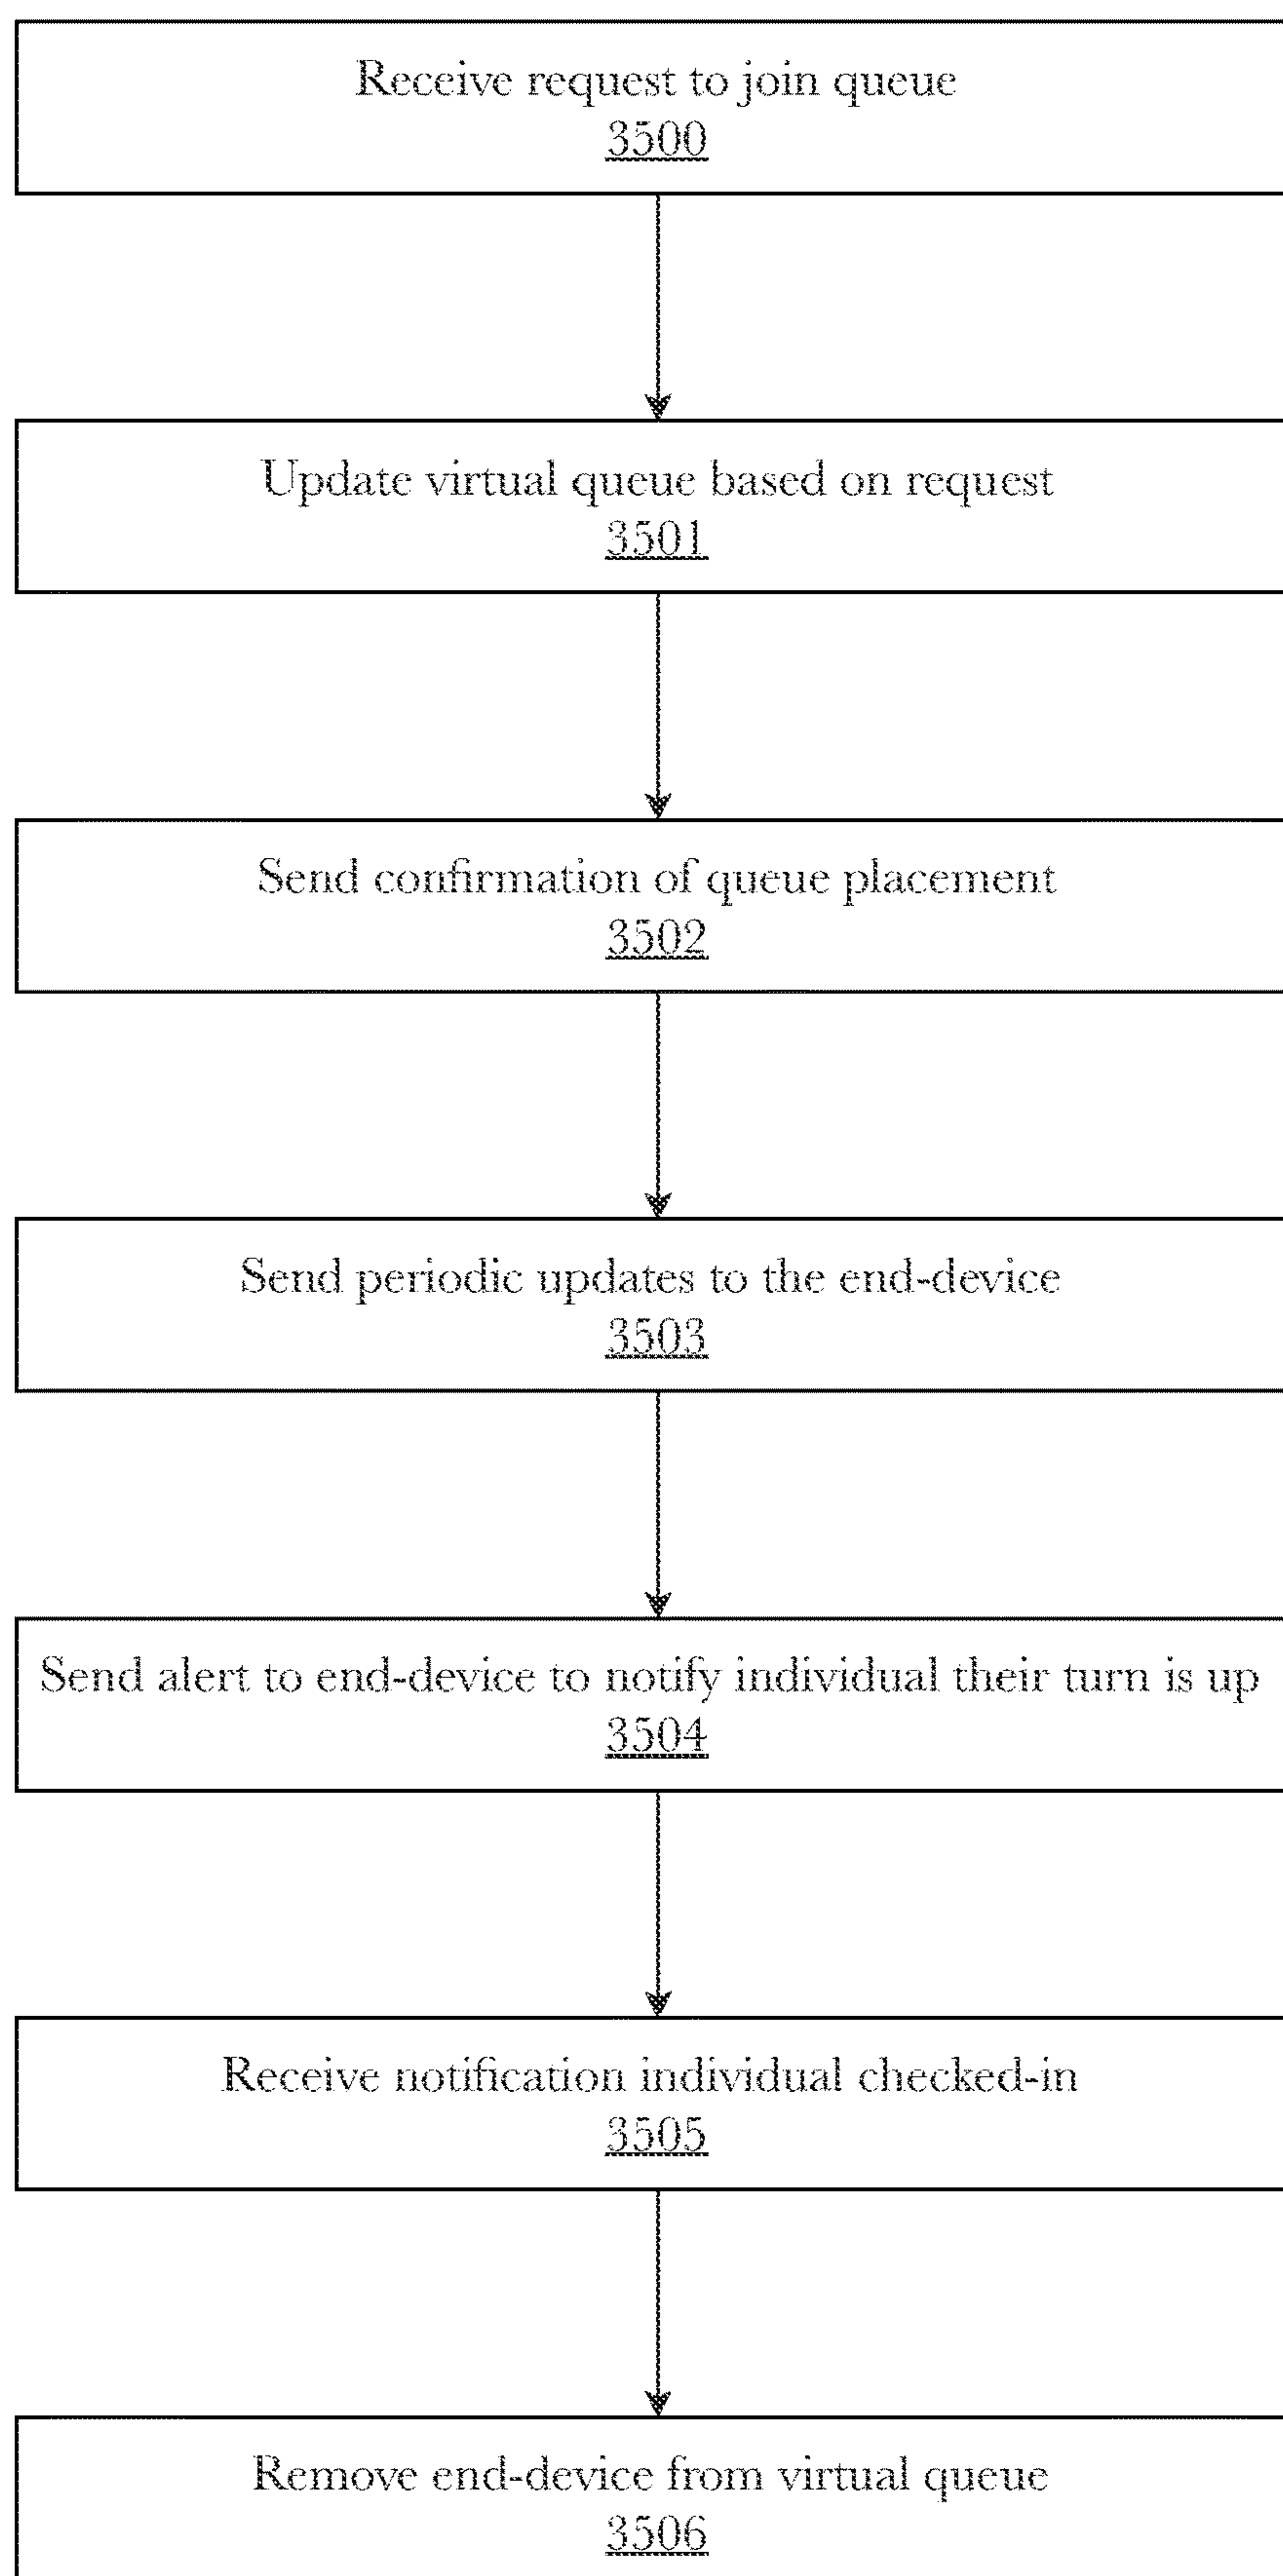 Receive request to join queue
3500
Update virtual queue based on request
3501
Send confirmation of queue placement
3502
Send periodic updates to the end-device
3503
Send alert to end-device to notify individual their turn is up
3504
Receive notification individual checked-in
3505
Remove end-device from virtual queue
3506